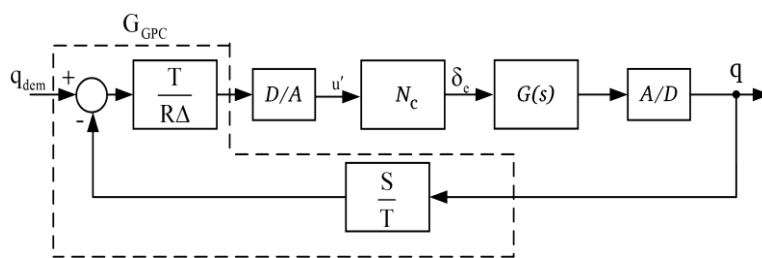 G_GPC
q_dem
+
-
T
RΔ
D/A
u'
N_c
δ_e
G(s)
A/D
q
S
T